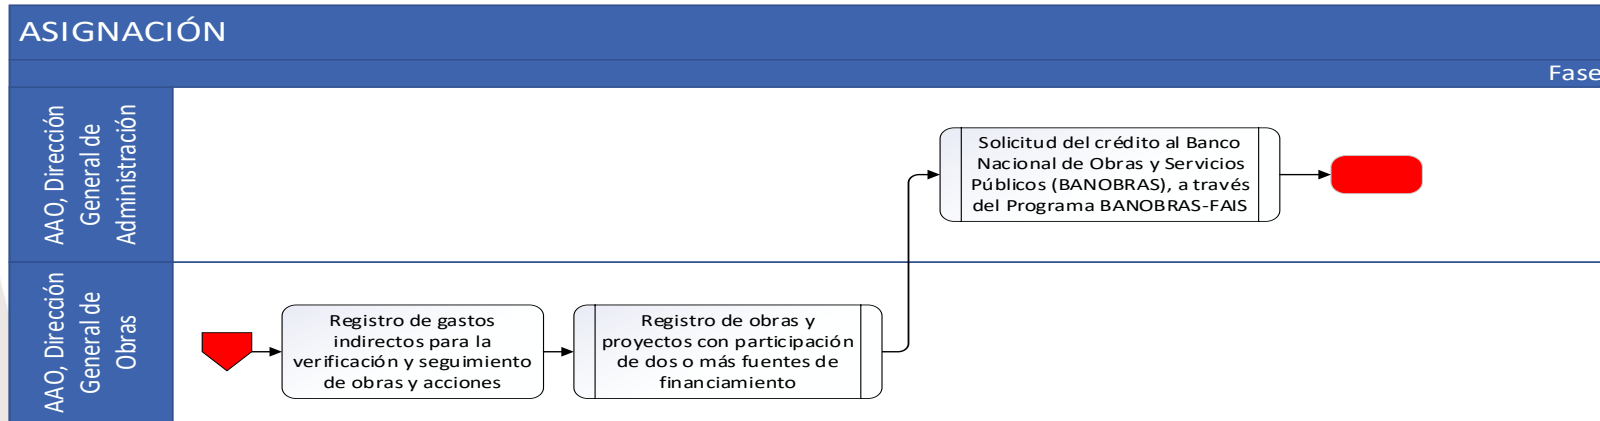 ASIGNACIÓN
Fase
AAO, Dirección
General de
Administración
Solicitud del crédito al Banco
Nacional de Obras y Servicios
Públicos (BANOBRAS), a través
del Programa BANOBRAS-FAIS
AAO, Dirección
General de
Obras
Registro de gastos
indirectos para la
verificación y seguimiento
de obras y acciones
Registro de obras y
proyectos con participación
de dos o más fuentes de
financiamiento